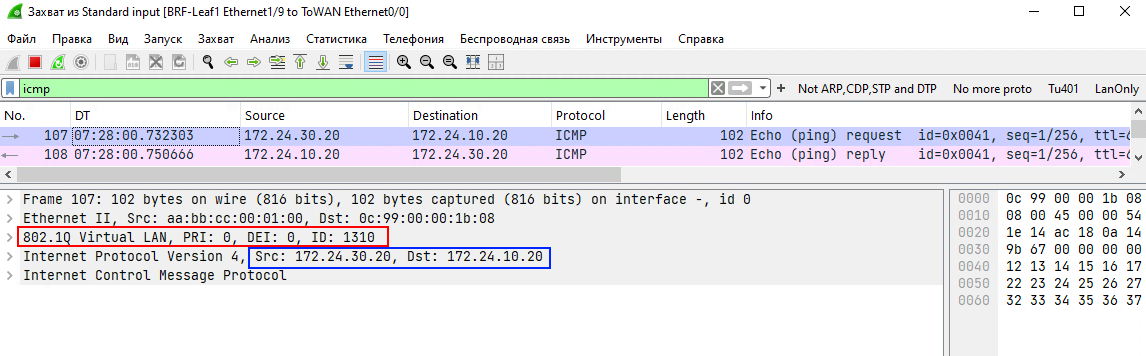 Захват из Standard input [BRF-Leaf1 Ethernet1/9 to ToWAN Ethernet0/0]
Файл Правка Вид Запуск Захват Анализ Статистика Телефония Беспроводная связь Инструменты Справка
icmp
Not ARP,CDP,STP and DTP No more proto Tu401 LanOnly
No. DT Source Destination Protocol Length Info
107 07:28:00.732303 172.24.30.20 172.24.10.20 ICMP 102 Echo (ping) request id=0x0041, seq=1/256, ttl=6
108 07:28:00.750666 172.24.10.20 172.24.30.20 ICMP 102 Echo (ping) reply id=0x0041, seq=1/256, ttl=6
Frame 107: 102 bytes on wire (816 bits), 102 bytes captured (816 bits) on interface -, id 0
Ethernet II, Src: aa:bb:cc:00:01:00, Dst: 0c:99:00:00:1b:08
802.1Q Virtual LAN, PRI: 0, DEI: 0, ID: 1310
Internet Protocol Version 4, Src: 172.24.30.20, Dst: 172.24.10.20
Internet Control Message Protocol
0000 0c 99 00 00 1b 08
0010 08 00 45 00 00 54
0020 1e 14 ac 18 0a 14
0030 9b 67 00 00 00 00
0040 12 13 14 15 16 17
0050 22 23 24 25 26 27
0060 32 33 34 35 36 37